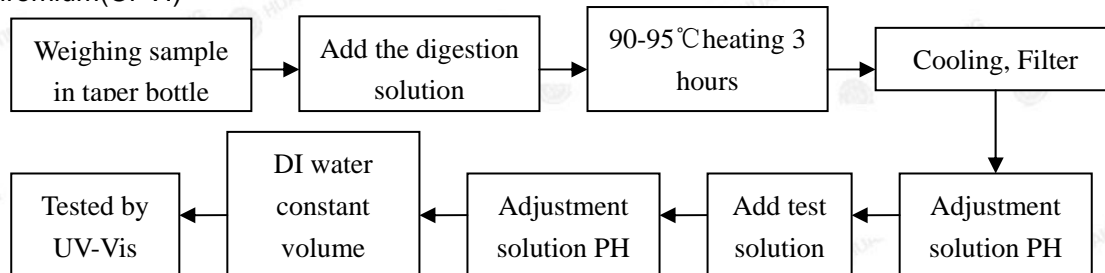 Weighing sample
in taper bottle
Add the digestion
solution
90-95℃heating 3
hours
Cooling, Filter
Adjustment
solution PH
Add test
solution
Adjustment
solution PH
DI water
constant
volume
Tested by
UV-Vis